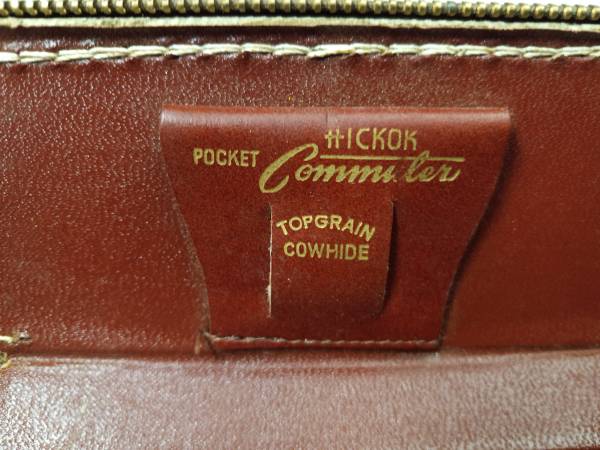 HICKOK
POCKET Commuter
TOPGRAIN
COWHIDE